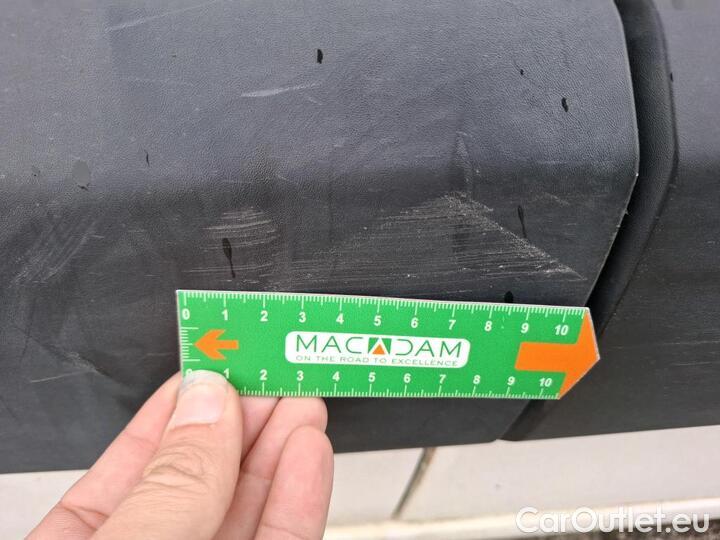 0 1 2 3 4 5 6 7 8 9 10
MACADAM
ON THE ROAD TO EXCELLENCE
0 1 2 3 4 5 6 7 8 9 10
CarOutlet.eu